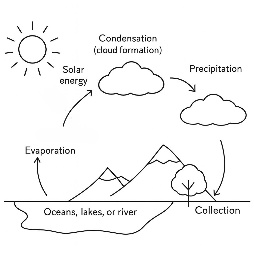 Condensation
(cloud formation)
Solar
energy
Precipitation
Evaporation
Oceans, lakes, or river
Collection